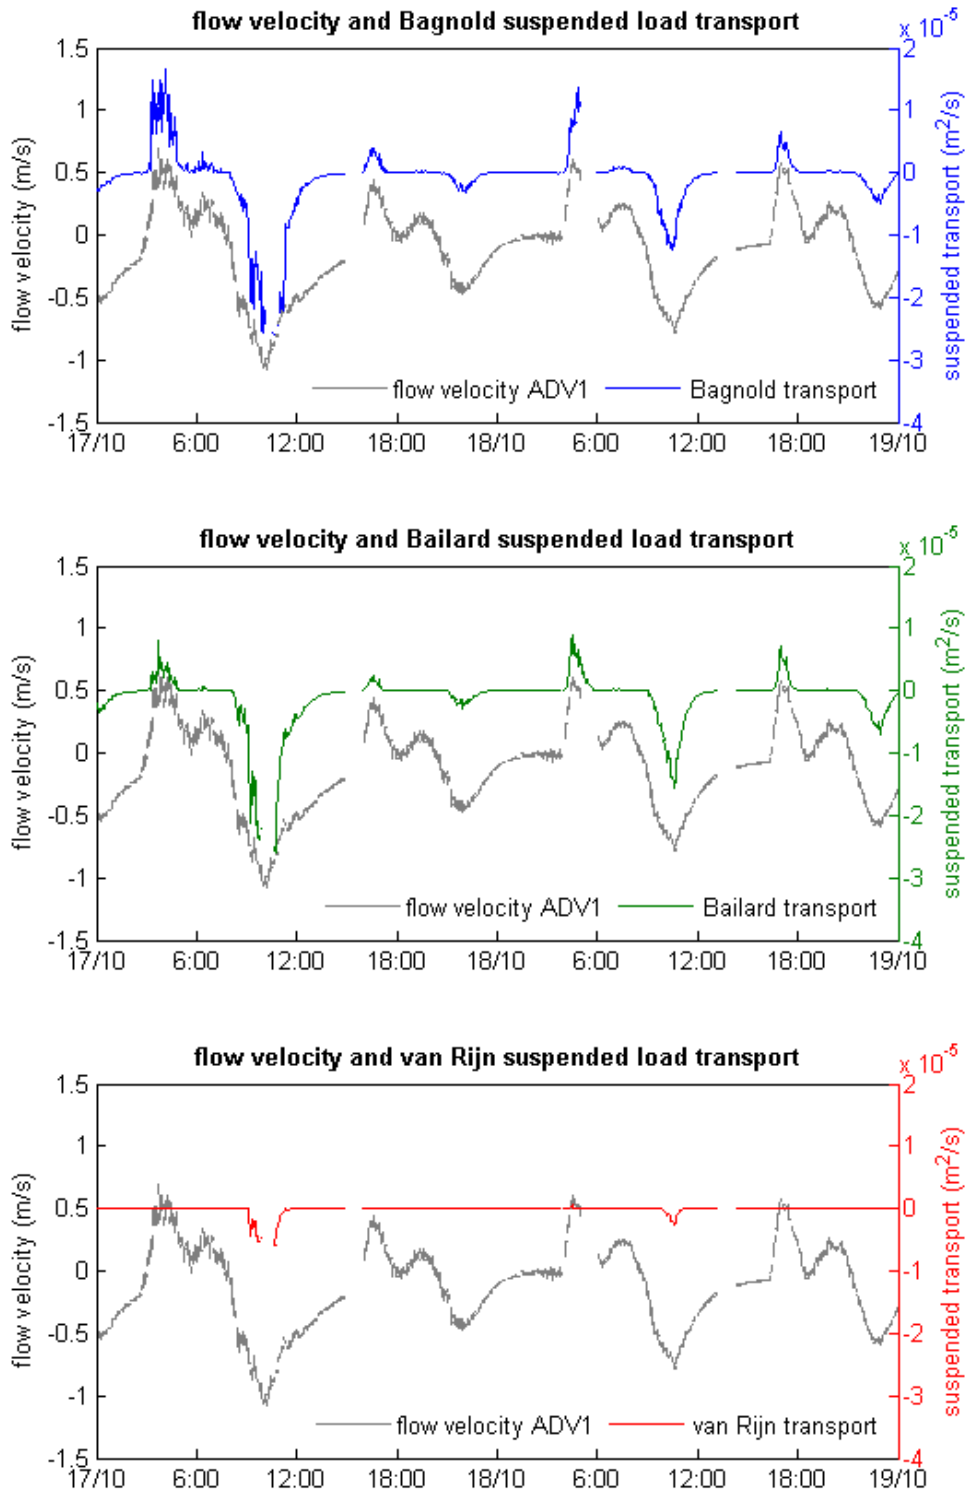 flow velocity and Bagnold suspended load transport
x 10^-5
1.5
1
0.5
0
-0.5
-1
-1.5
flow velocity (m/s)
2
1
0
-1
-2
-3
-4
suspended transport (m²/s)
flow velocity ADV1 Bagnold transport
17/10 6:00 12:00 18:00 18/10 6:00 12:00 18:00 19/10
flow velocity and Bailard suspended load transport
x 10^-5
1.5
1
0.5
0
-0.5
-1
-1.5
flow velocity (m/s)
2
1
0
-1
-2
-3
-4
suspended transport (m²/s)
flow velocity ADV1 Bailard transport
17/10 6:00 12:00 18:00 18/10 6:00 12:00 18:00 19/10
flow velocity and van Rijn suspended load transport
x 10^-5
1.5
1
0.5
0
-0.5
-1
-1.5
flow velocity (m/s)
2
1
0
-1
-2
-3
-4
suspended transport (m²/s)
flow velocity ADV1 van Rijn transport
17/10 6:00 12:00 18:00 18/10 6:00 12:00 18:00 19/10